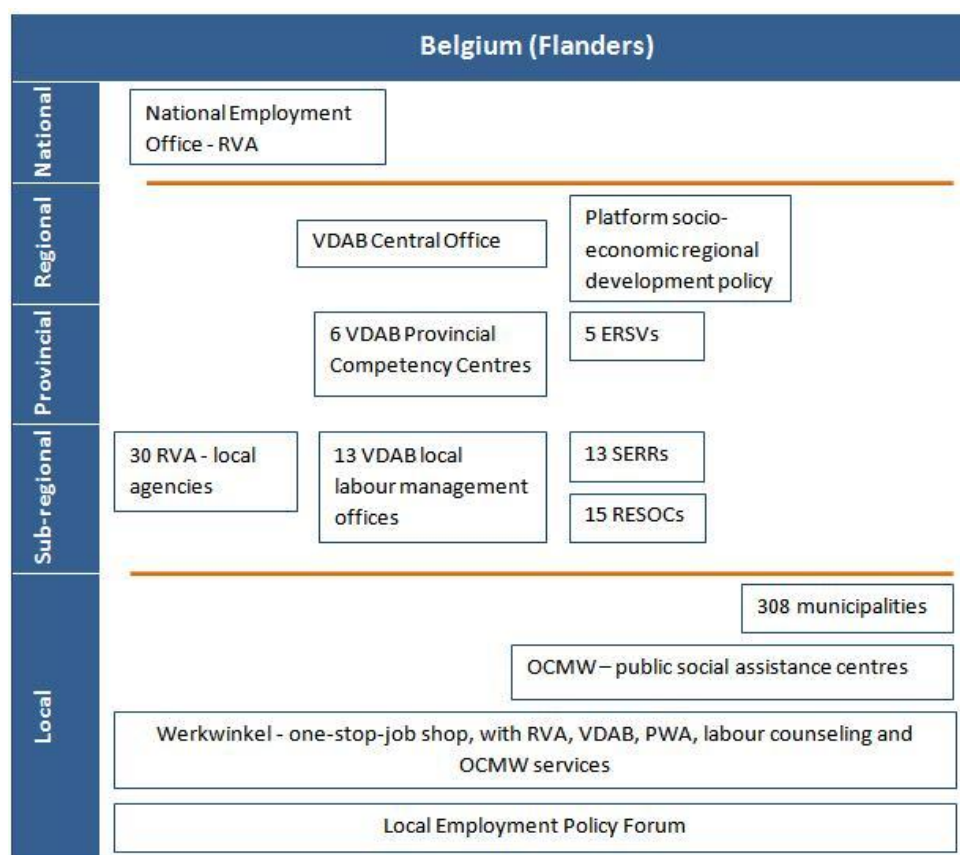 Belgium (Flanders)
National
National Employment
Office - RVA
Regional
VDAB Central Office
Platform socio-
economic regional
development policy
Provincial
6 VDAB Provincial
Competency Centres
5 ERSVs
Sub-regional
30 RVA - local
agencies
13 VDAB local
labour management
offices
13 SERRs
15 RESOCs
Local
308 municipalities
OCMW – public social assistance centres
Werkwinkel - one-stop-job shop, with RVA, VDAB, PWA, labour counseling and
OCMW services
Local Employment Policy Forum